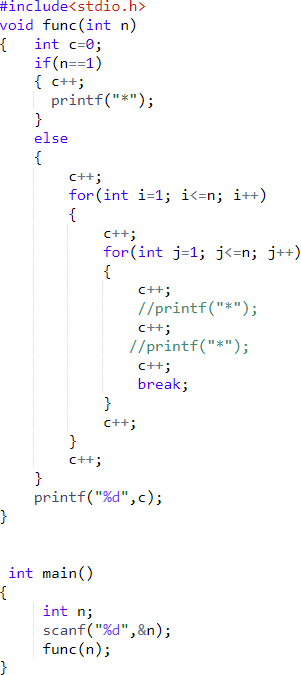 #include<stdio.h>
void func(int n)
{   int c=0;
    if(n==1)
    { c++;
      printf("*");
    }
    else
    {
        c++;
        for(int i=1; i<=n; i++)
        {
            c++;
            for(int j=1; j<=n; j++)
            {
                c++;
                //printf("*");
                c++;
               //printf("*");
                c++;
                break;
            }
            c++;
        }
        c++;
    }
    printf("%d",c);
}
 int main()
{
     int n;
     scanf("%d",&n);
     func(n);
}